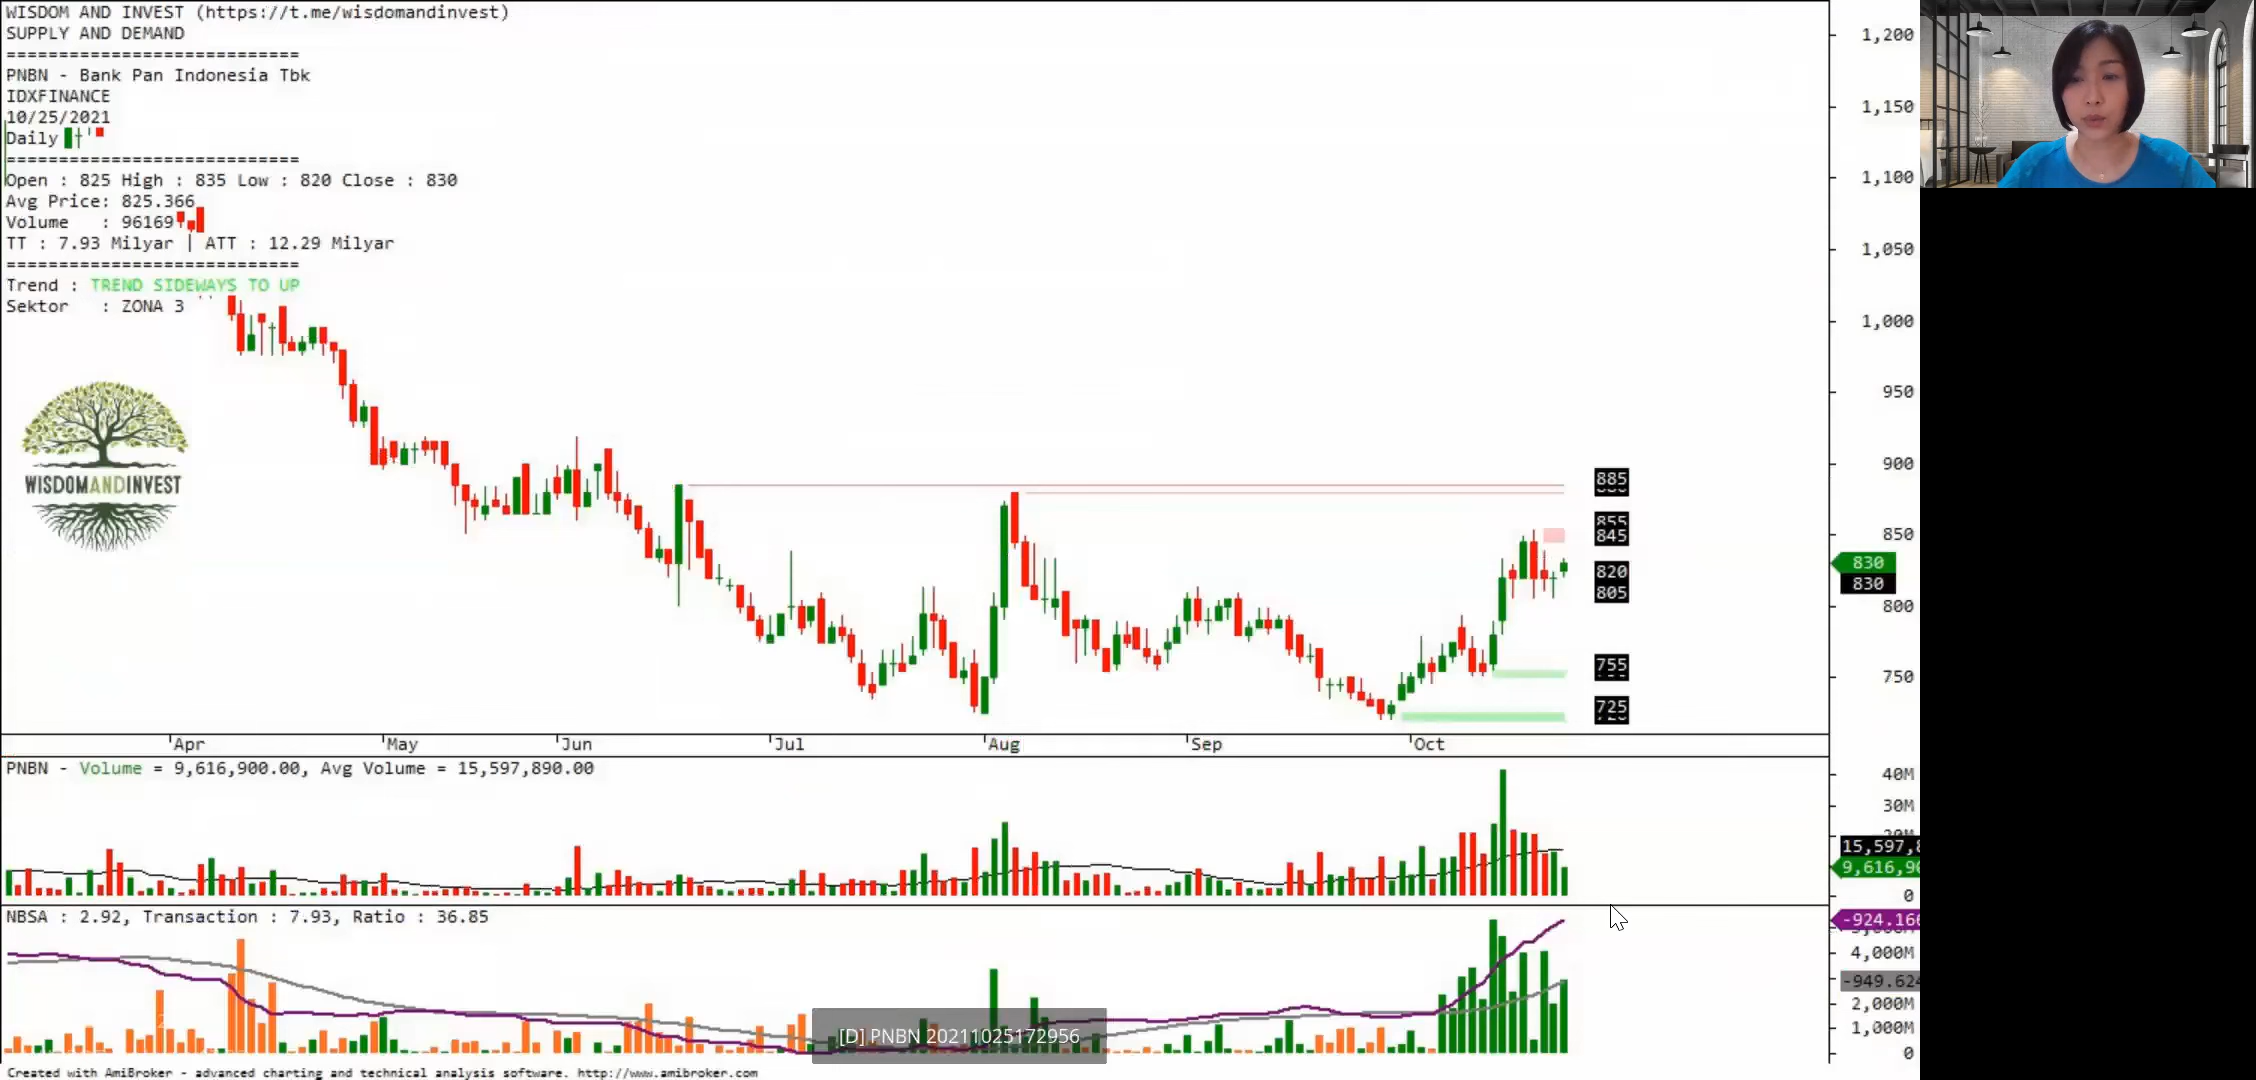 WISDOM AND INVEST (https://t.me/wisdomandinvest)
SUPPLY AND DEMAND
============================
PNBN - Bank Pan Indonesia Tbk
IDXFINANCE
10/25/2021
Daily
============================
Open : 825 High : 835 Low : 820 Close : 830
Avg Price: 825.366
Volume : 96169
TT : 7.93 Milyar | ATT : 12.29 Milyar
============================
Trend : TREND SIDEWAYS TO UP
Sektor : ZONA 3
WISDOMANDINVEST
1,200
1,150
1,100
1,050
1,000
950
900
850
830
830
800
750
885
855
845
820
805
755
725
Apr May Jun Jul Aug Sep Oct
PNBN - Volume = 9,616,900.00, Avg Volume = 15,597,890.00
40M
30M
15,597,8
9,616,90
0
NBSA : 2.92, Transaction : 7.93, Ratio : 36.85
-924.166
4,000M
-949.624
2,000M
1,000M
0
[D] PNBN 20211025172956
Created with AmiBroker - advanced charting and technical analysis software. http://www.amibroker.com